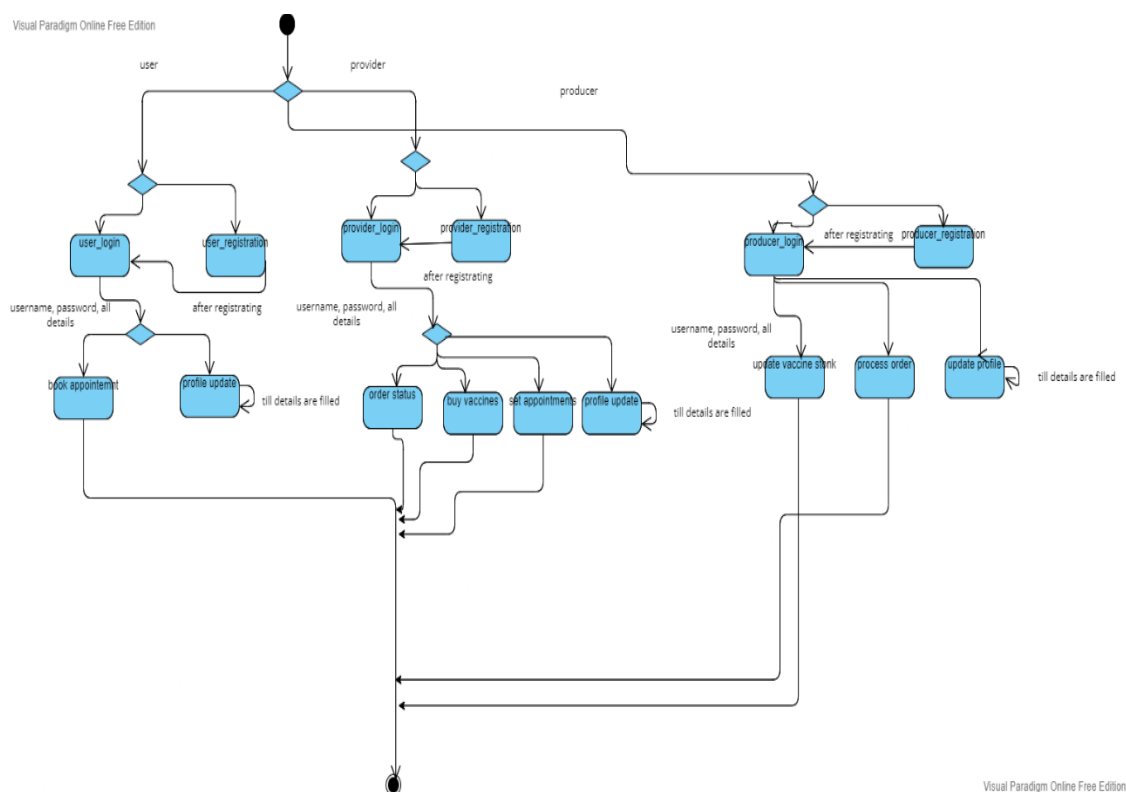 Visual Paradigm Online Free Edition
user
provider
producer
user_login
user_registration
provider_login
provider_registration
producer_login
after registrating
producer_registration
username, password, all
details
after registrating
username, password, all
details
after registrating
username, password, all
details
book appointemnt
profile update
till details are filled
order status
buy vaccines
set appointments
profile update
till details are filled
update vaccine stonk
process order
update profile
till details are filled
Visual Paradigm Online Free Edition